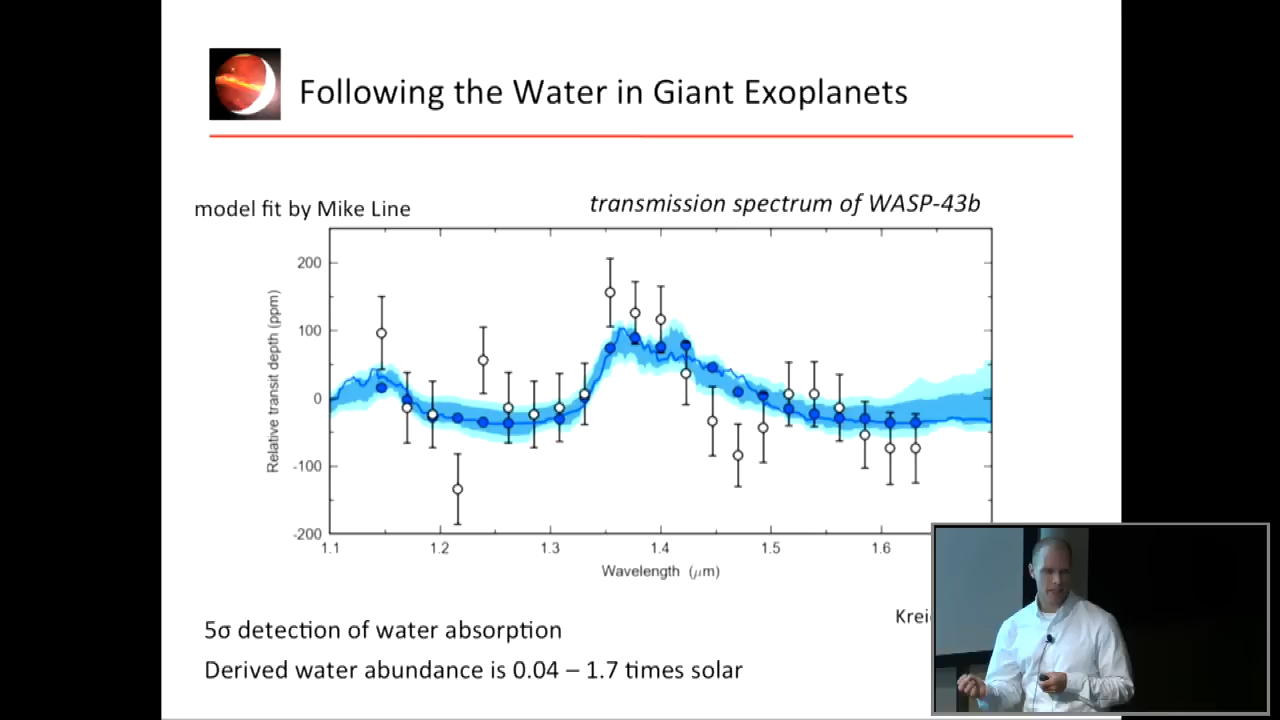 Following the Water in Giant Exoplanets
model fit by Mike Line
transmission spectrum of WASP-43b
200
100
0
-100
-200
Relative transit depth (ppm)
1.1 1.2 1.3 1.4 1.5 1.6
Wavelength (μm)
5σ detection of water absorption
Derived water abundance is 0.04 – 1.7 times solar